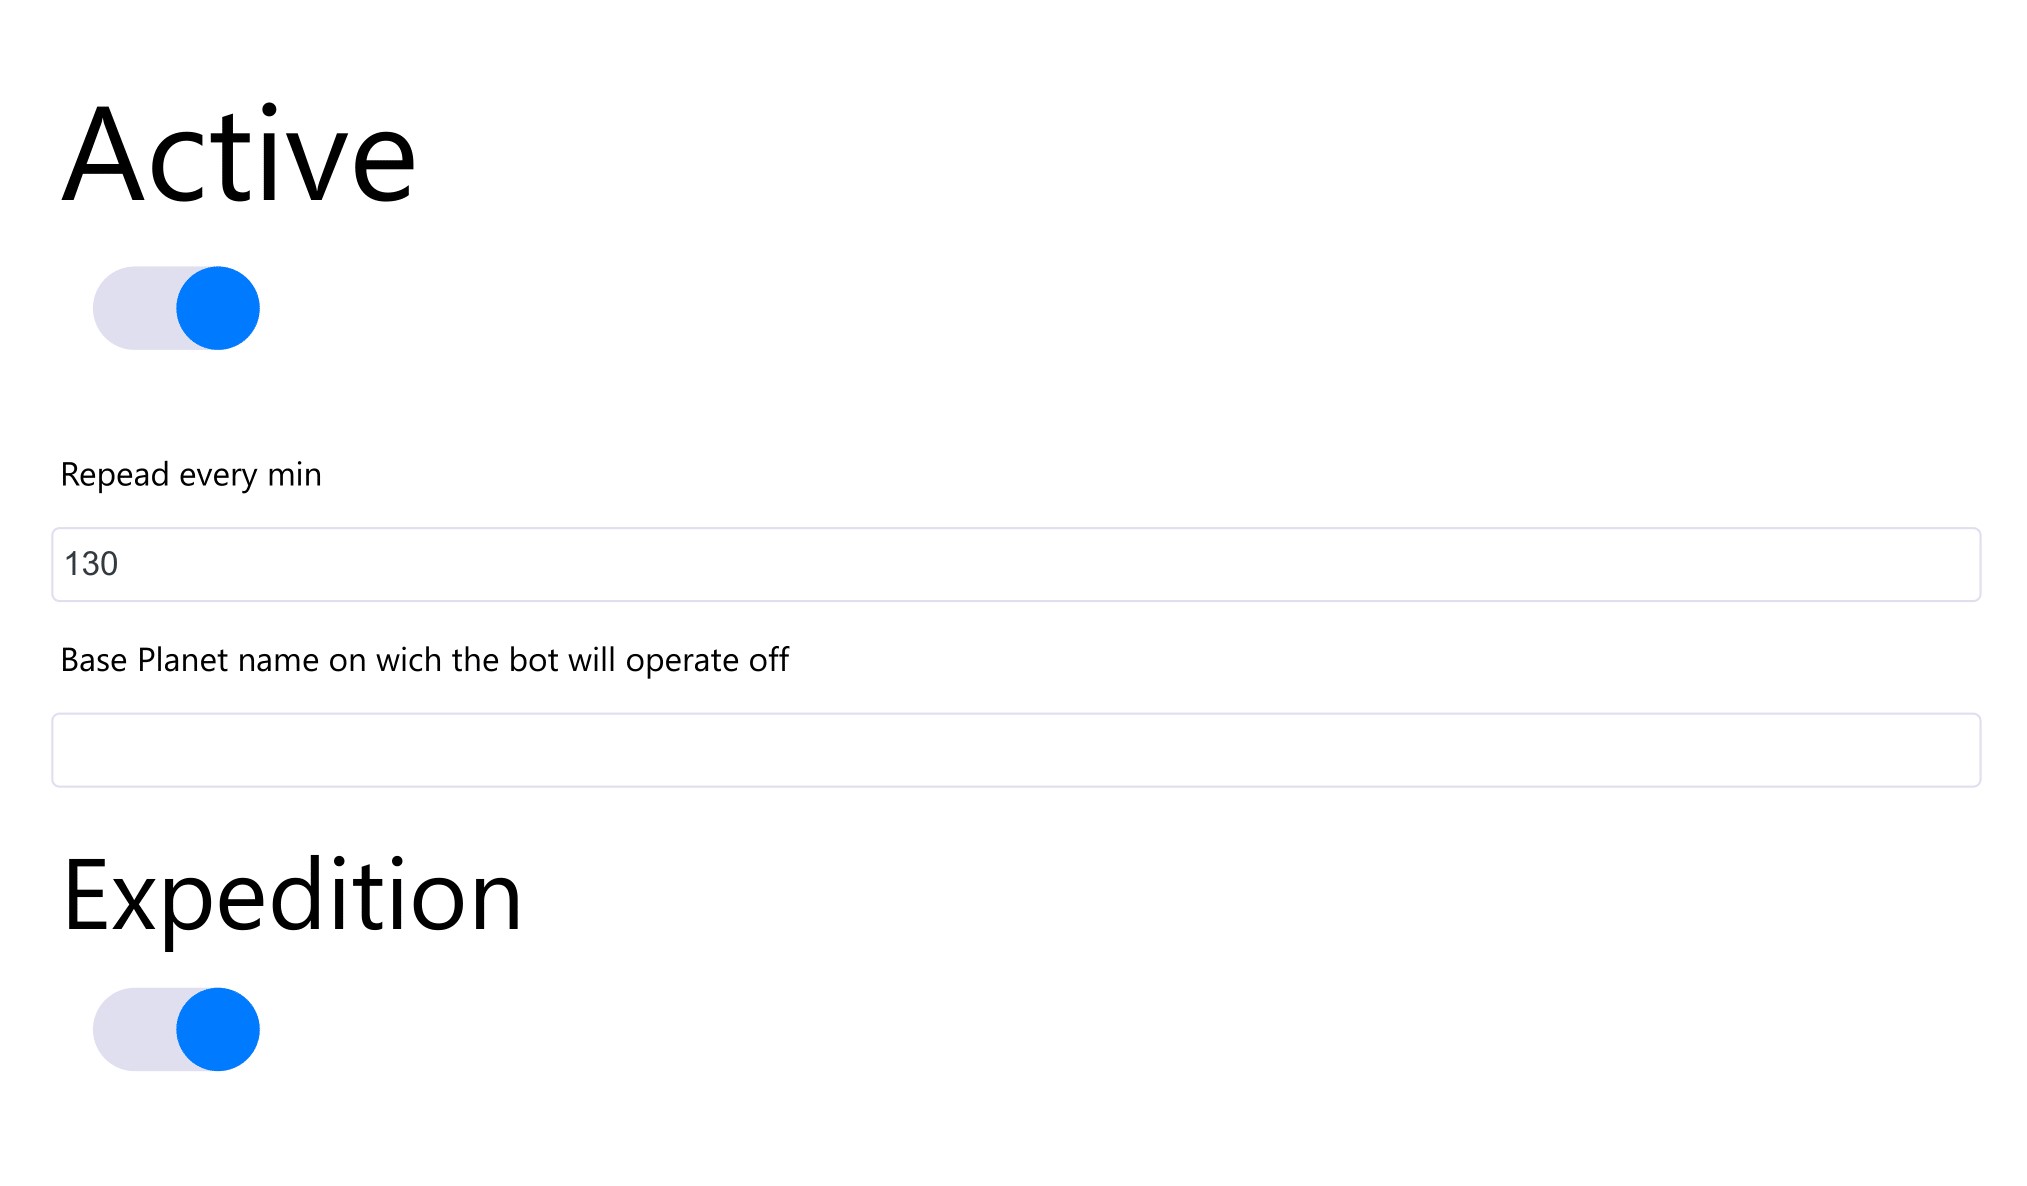 Active
Repead every min
130
Base Planet name on wich the bot will operate off
Expedition